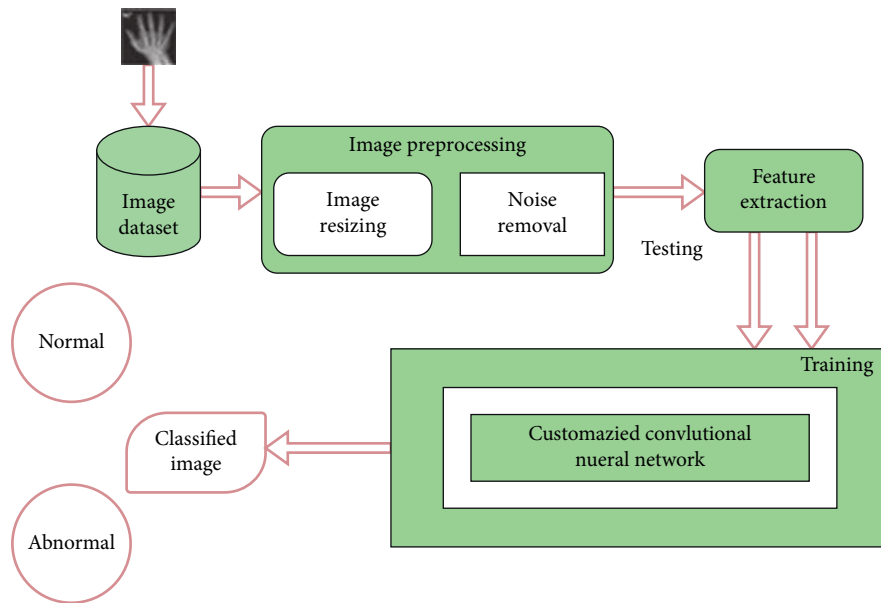 Image preprocessing
Image
dataset
Image
resizing
Noise
removal
Feature
extraction
Testing
Normal
Training
Classified
image
Customazied convlutional
nueral network
Abnormal